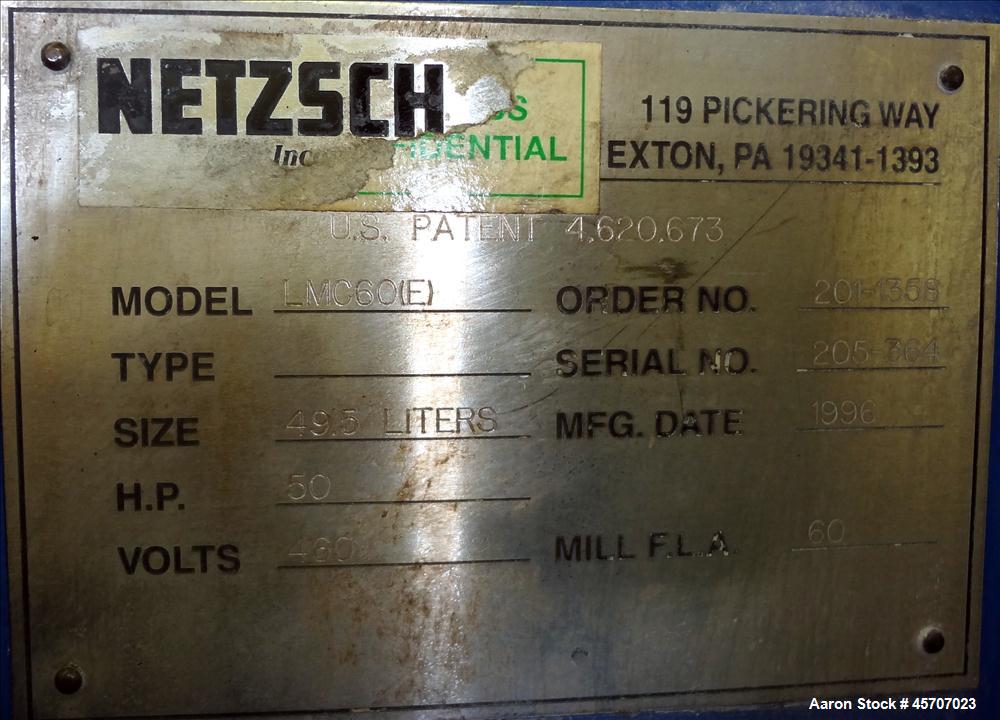 NETZSCH
Inc
119 PICKERING WAY
EXTON, PA 19341-1393
U.S. PATENT 4,620,673
MODEL LMC60(E)
ORDER NO. 201-1358
TYPE
SERIAL NO. 205-364
SIZE 49.5 LITERS
MFG. DATE 1996
H.P. 50
VOLTS 460
MILL F.L.A. 60
Aaron Stock # 45707023